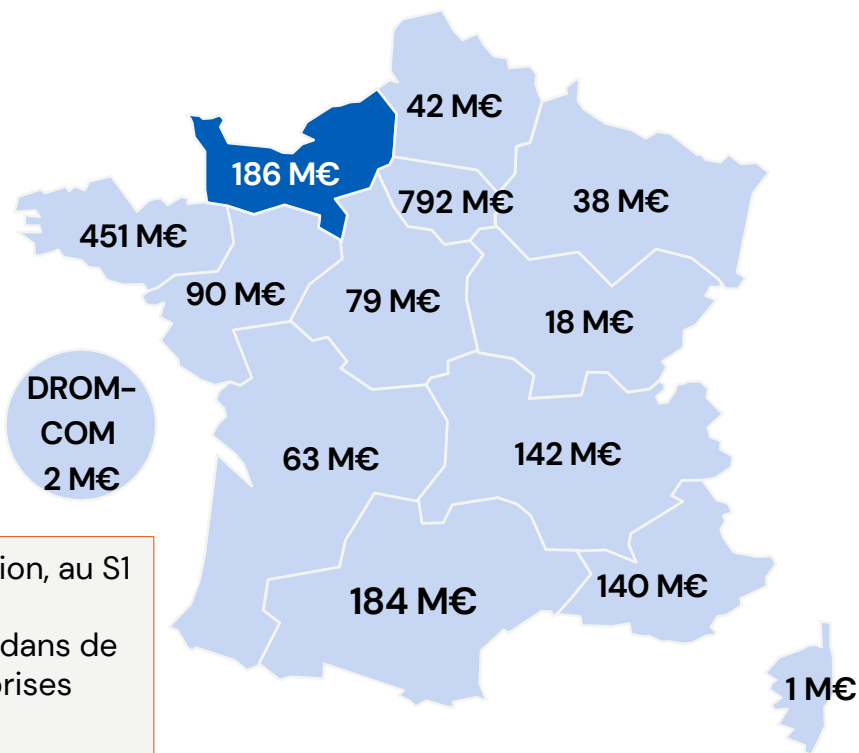 42 M€
186 M€
792 M€
38 M€
451 M€
90 M€
79 M€
18 M€
DROM-
COM
2 M€
63 M€
142 M€
ion, au S1
184 M€
140 M€
dans de
rises
1 M€